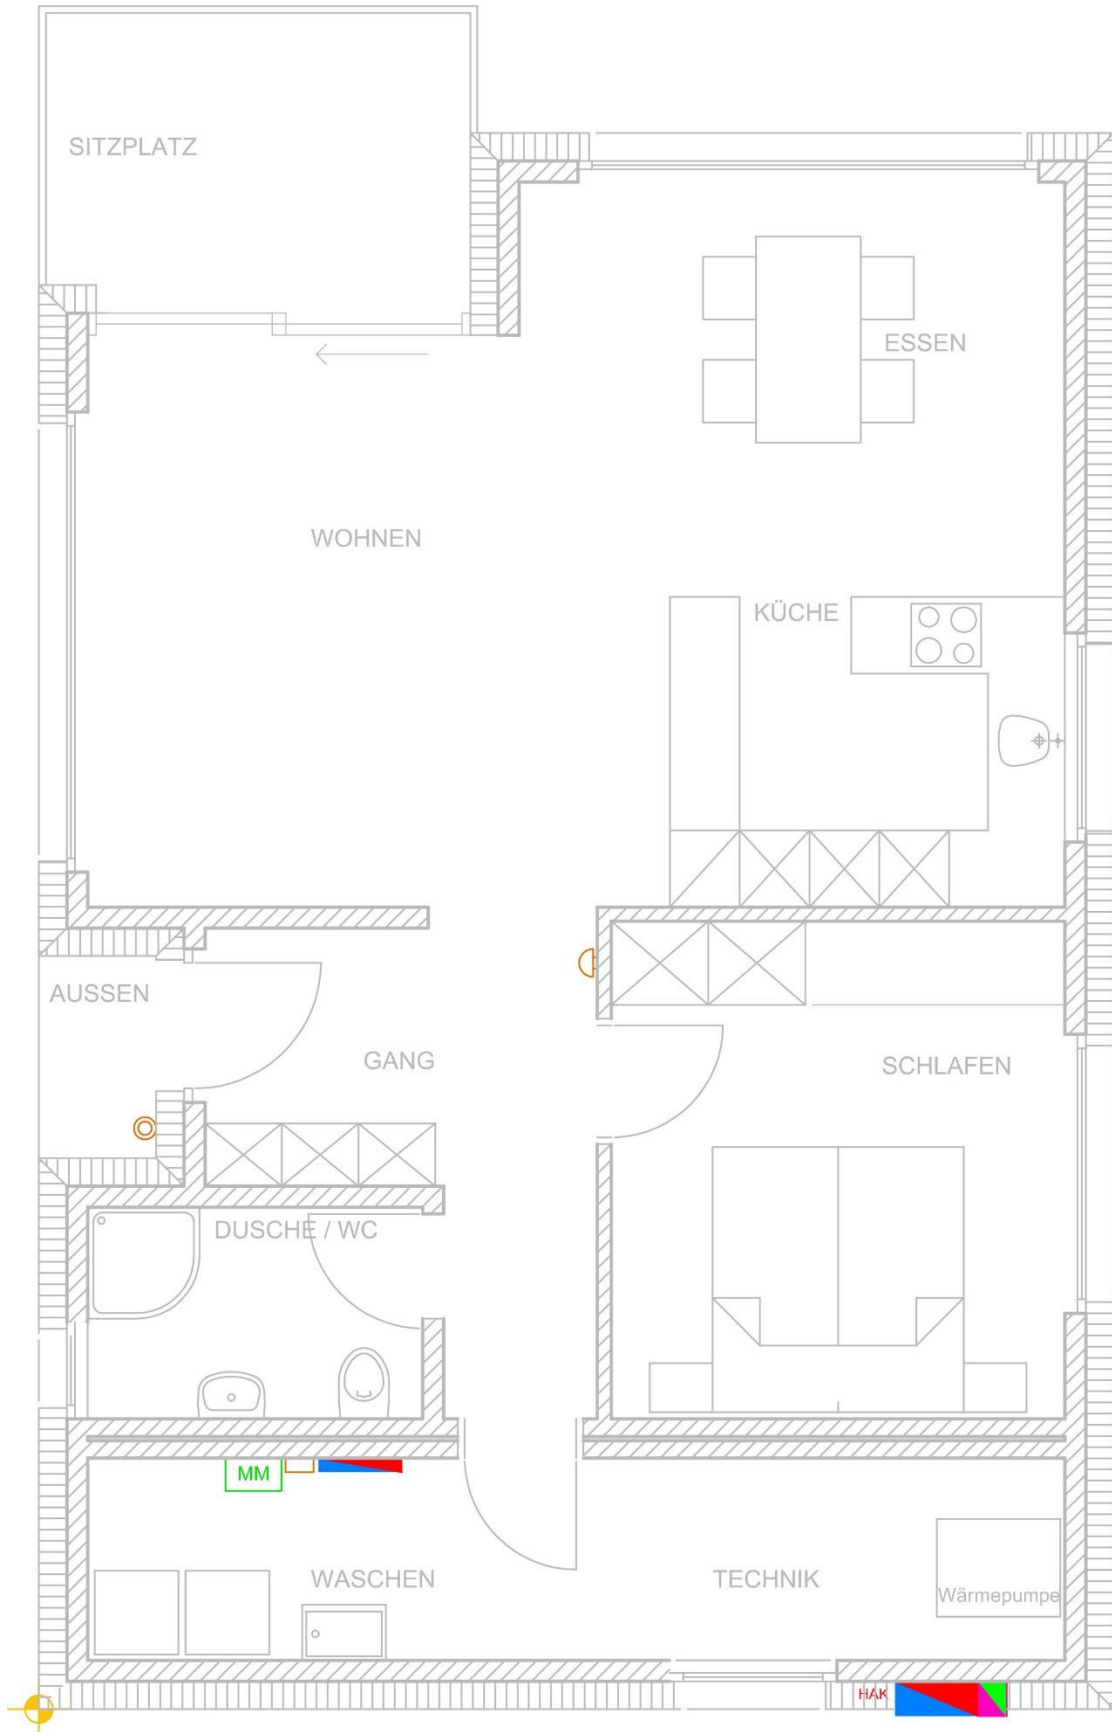 SITZPLATZ
ESSEN
WOHNEN
KÜCHE
AUSSEN
GANG
SCHLAFEN
DUSCHE / WC
MM
WASCHEN
TECHNIK
Wärmepumpe
HAK